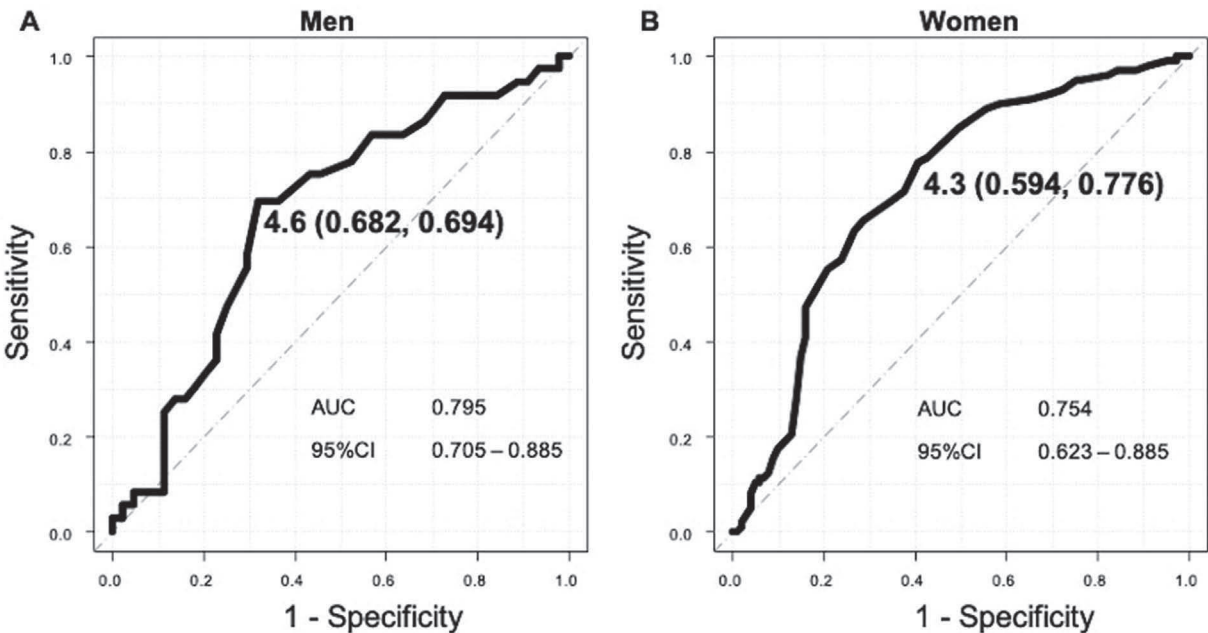 A
Men
1.0
0.8
0.6
0.4
0.2
0.0
Sensitivity
4.6 (0.682, 0.694)
AUC 0.795
95%CI 0.705 – 0.885
0.0 0.2 0.4 0.6 0.8 1.0
1 - Specificity
B
Women
1.0
0.8
0.6
0.4
0.2
0.0
Sensitivity
4.3 (0.594, 0.776)
AUC 0.754
95%CI 0.623 – 0.885
0.0 0.2 0.4 0.6 0.8 1.0
1 - Specificity